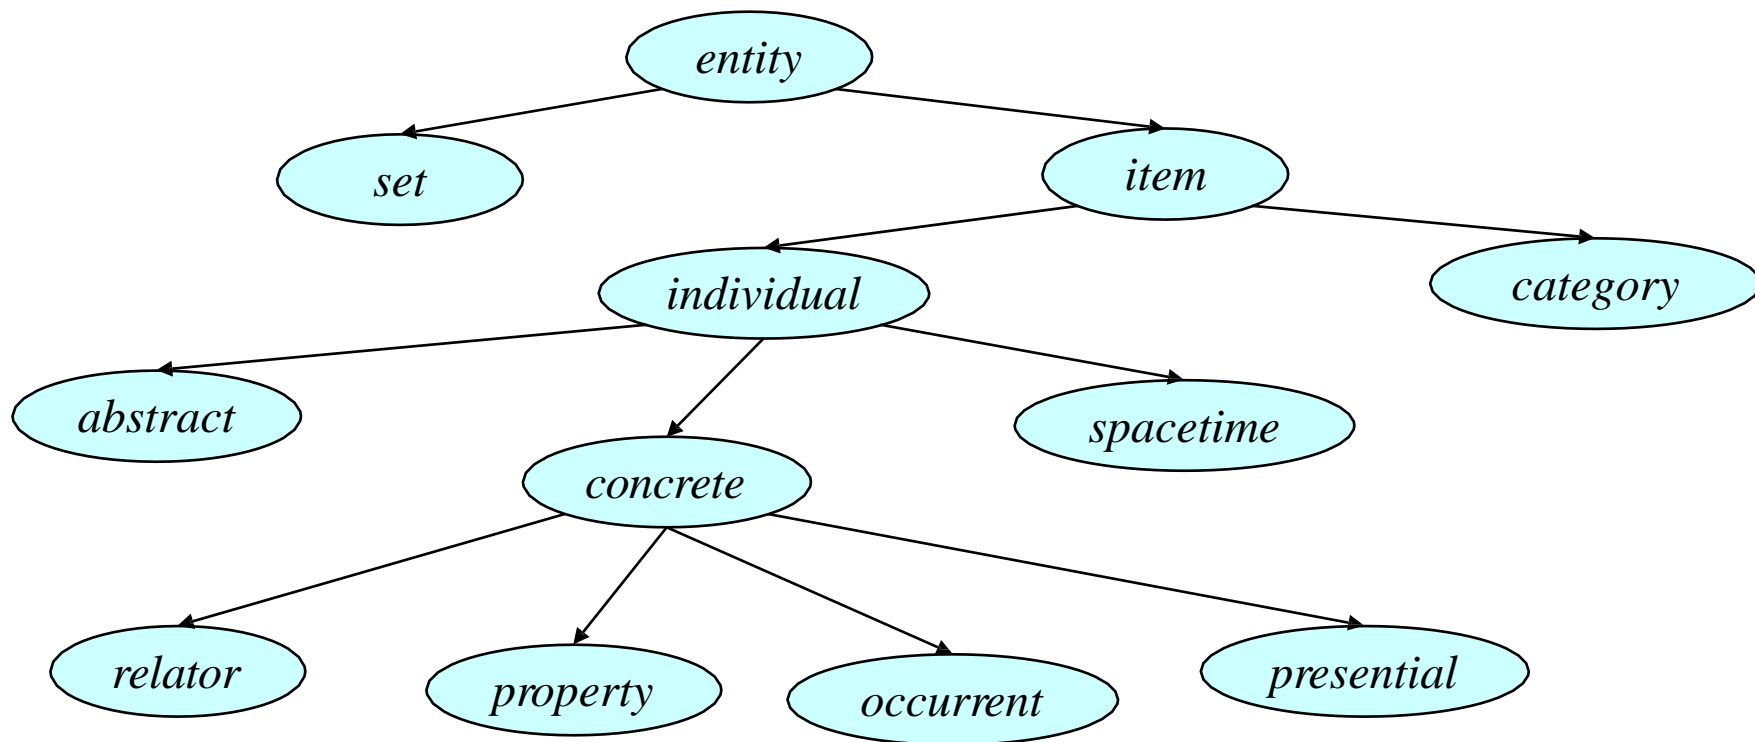 entity
set
item
individual
category
abstract
concrete
spacetime
relator
property
occurrent
presential